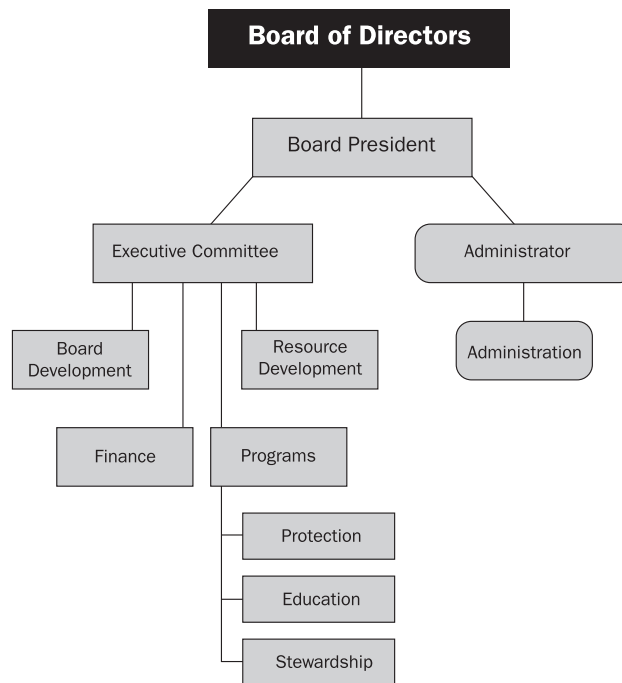 Board of Directors
Board President
Executive Committee
Administrator
Board
Development
Resource
Development
Administration
Finance
Programs
Protection
Education
Stewardship